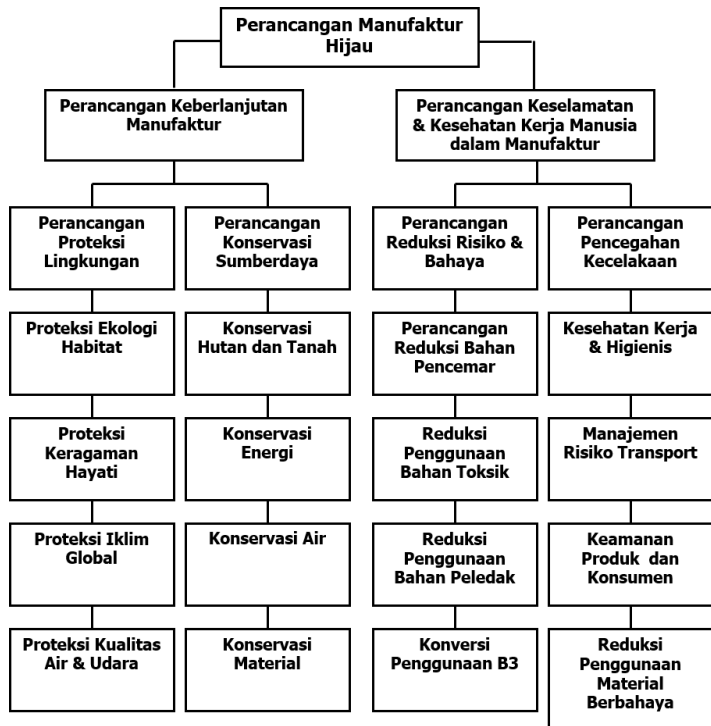 Perancangan Manufaktur
Hijau
Perancangan Keberlanjutan
Manufaktur
Perancangan Keselamatan
& Kesehatan Kerja Manusia
dalam Manufaktur
Perancangan
Proteksi
Lingkungan
Perancangan
Konservasi
Sumberdaya
Perancangan
Reduksi Risiko &
Bahaya
Perancangan
Pencegahan
Kecelakaan
Proteksi Ekologi
Habitat
Konservasi
Hutan dan Tanah
Perancangan
Reduksi Bahan
Pencemar
Kesehatan Kerja
& Higienis
Proteksi
Keragaman
Hayati
Konservasi
Energi
Reduksi
Penggunaan
Bahan Toksik
Manajemen
Risiko Transport
Proteksi Iklim
Global
Konservasi Air
Reduksi
Penggunaan
Bahan Peledak
Keamanan
Produk dan
Konsumen
Proteksi Kualitas
Air & Udara
Konservasi
Material
Konversi
Penggunaan B3
Reduksi
Penggunaan
Material
Berbahaya